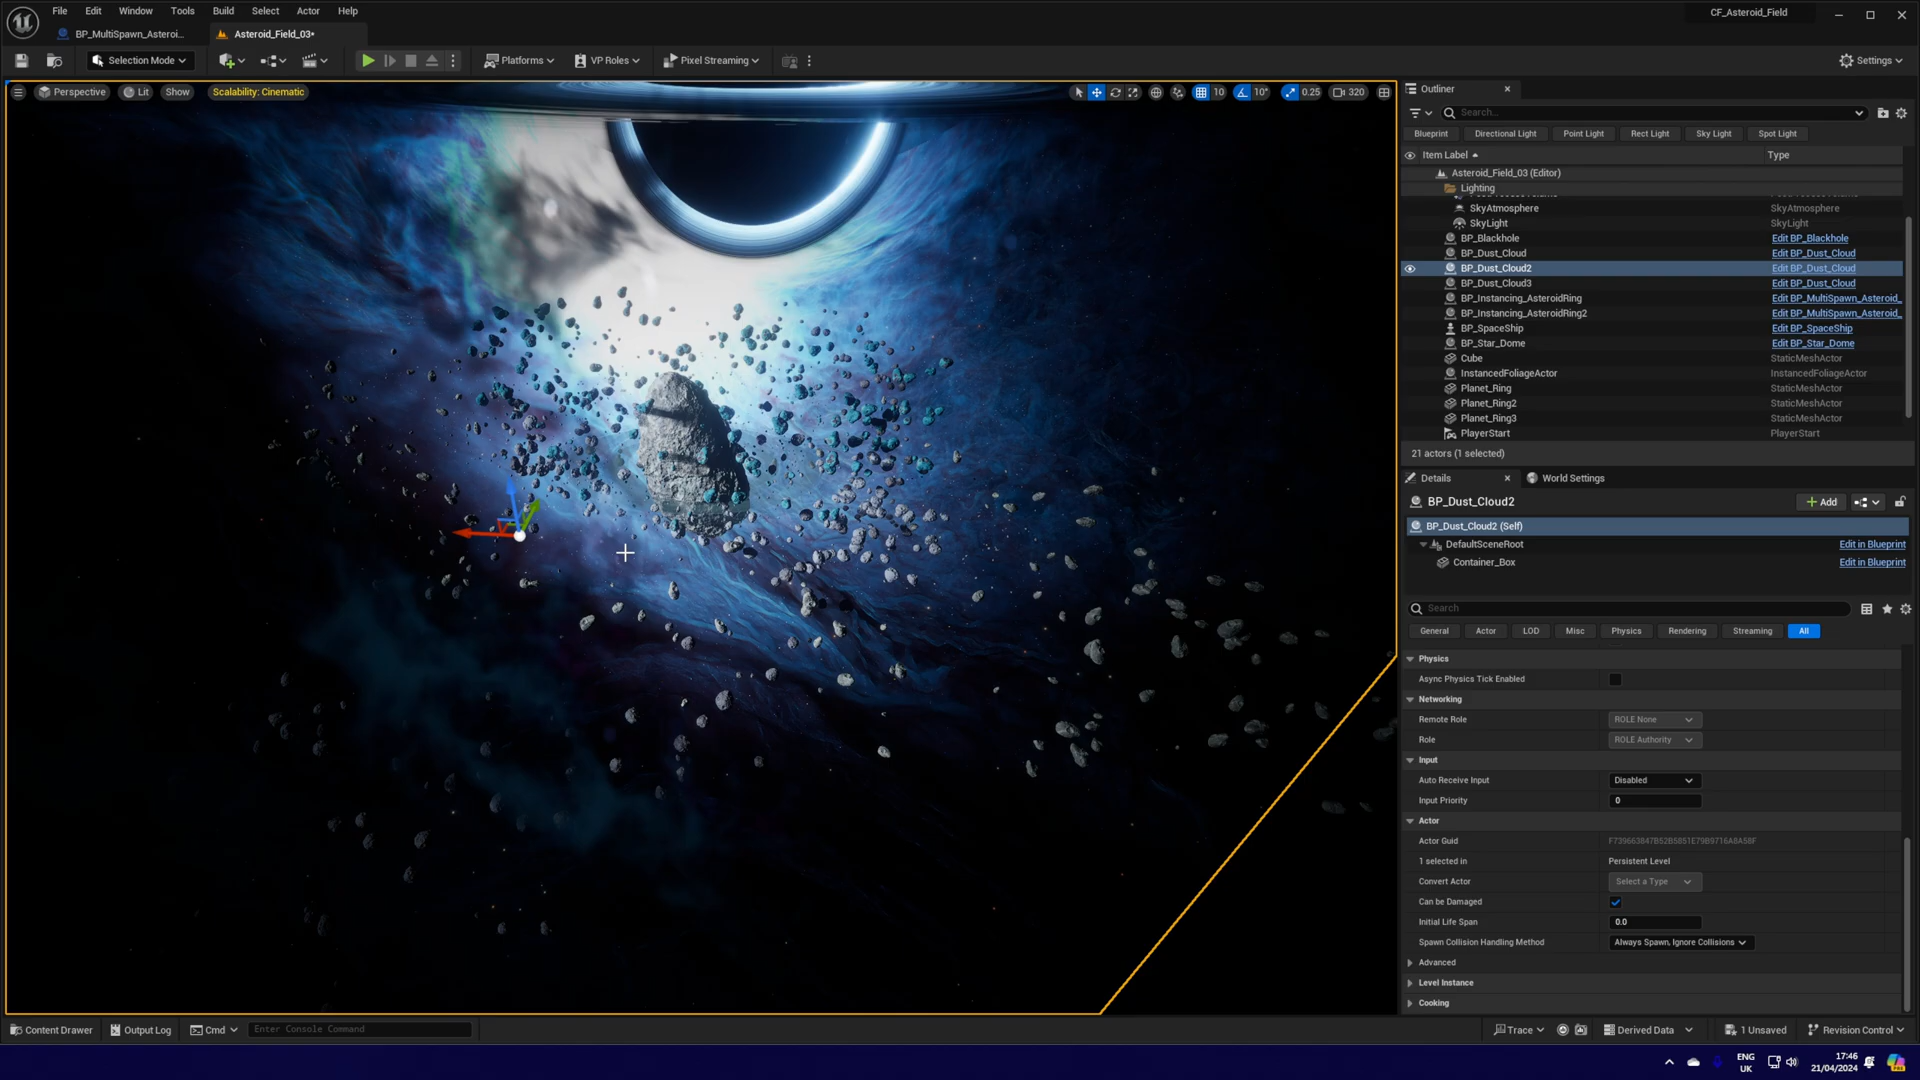 File Edit Window Tools Build Select Actor Help
CF_Asteroid_Field
BP_MultiSpawn_Asteroi...
Asteroid_Field_03*
Selection Mode
Platforms
VP Roles
Pixel Streaming
Settings
Perspective
Lit
Show
Scalability: Cinematic
10
10°
0.25
320
Outliner
Search...
Blueprint
Directional Light
Point Light
Rect Light
Sky Light
Spot Light
Item Label
Type
Asteroid_Field_03 (Editor)
Lighting
SkyAtmosphere SkyAtmosphere
SkyLight SkyLight
BP_Blackhole Edit BP_Blackhole
BP_Dust_Cloud Edit BP_Dust_Cloud
BP_Dust_Cloud2 Edit BP_Dust_Cloud
BP_Dust_Cloud3 Edit BP_Dust_Cloud
BP_Instancing_AsteroidRing Edit BP_MultiSpawn_Asteroid_
BP_Instancing_AsteroidRing2 Edit BP_MultiSpawn_Asteroid_
BP_SpaceShip Edit BP_SpaceShip
BP_Star_Dome Edit BP_Star_Dome
Cube StaticMeshActor
InstancedFoliageActor InstancedFoliageActor
Planet_Ring StaticMeshActor
Planet_Ring2 StaticMeshActor
Planet_Ring3 StaticMeshActor
PlayerStart PlayerStart
21 actors (1 selected)
Details
World Settings
BP_Dust_Cloud2
Add
BP_Dust_Cloud2 (Self)
DefaultSceneRoot Edit in Blueprint
Container_Box Edit in Blueprint
Search
General
Actor
LOD
Misc
Physics
Rendering
Streaming
All
Physics
Async Physics Tick Enabled
Networking
Remote Role ROLE None
Role ROLE Authority
Input
Auto Receive Input Disabled
Input Priority 0
Actor
Actor Guid F739663847B52B5851E79B9716A8A58F
1 selected in Persistent Level
Convert Actor Select a Type
Can be Damaged
Initial Life Span 0.0
Spawn Collision Handling Method Always Spawn, Ignore Collisions
Advanced
Level Instance
Cooking
Content Drawer
Output Log
Cmd
Enter Console Command
Trace
Derived Data
1 Unsaved
Revision Control
ENG
UK
17:46
21/04/2024